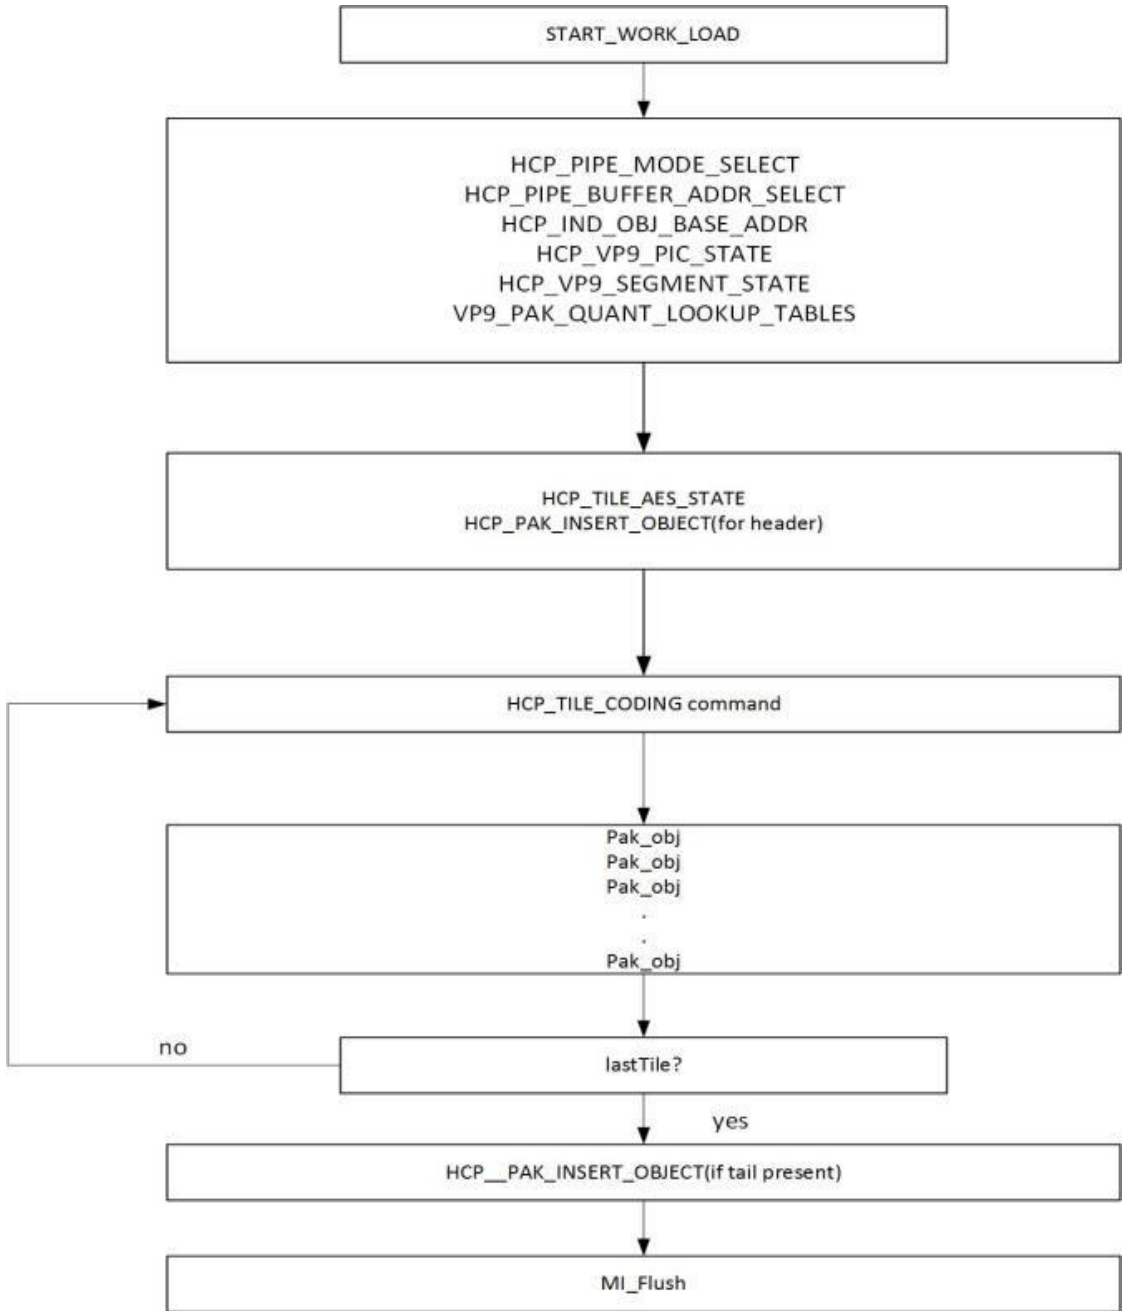 START_WORK_LOAD
HCP_PIPE_MODE_SELECT
HCP_PIPE_BUFFER_ADDR_SELECT
HCP_IND_OBJ_BASE_ADDR
HCP_VP9_PIC_STATE
HCP_VP9_SEGMENT_STATE
VP9_PAK_QUANT_LOOKUP_TABLES
HCP_TILE_AES_STATE
HCP_PAK_INSERT_OBJECT(for header)
HCP_TILE_CODING command
Pak_obj
Pak_obj
Pak_obj
.
.
Pak_obj
no
lastTile?
yes
HCP__PAK_INSERT_OBJECT(if tail present)
MI_Flush